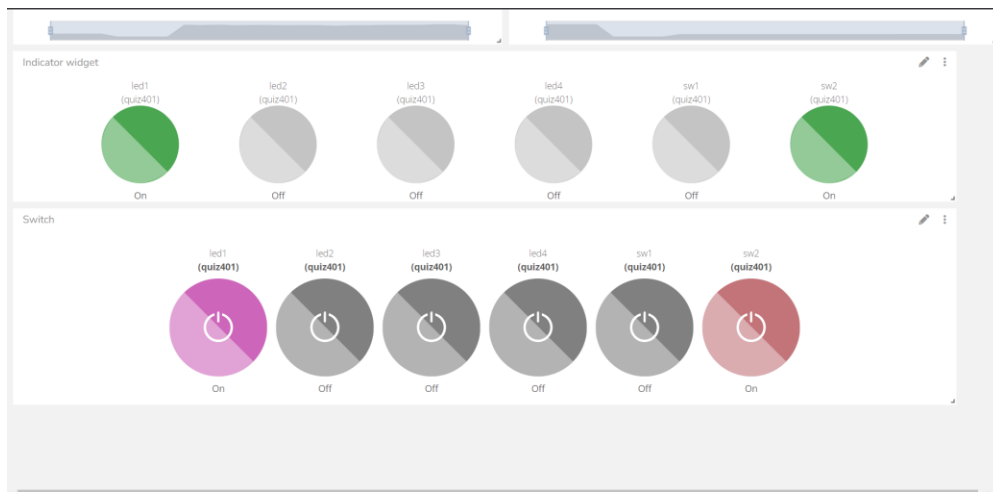 Indicator widget
led1 led2 led3 led4 sw1 sw2
(quiz401) (quiz401) (quiz401) (quiz401) (quiz401) (quiz401)
On Off Off Off Off On
Switch
led1 led2 led3 led4 sw1 sw2
(quiz401) (quiz401) (quiz401) (quiz401) (quiz401) (quiz401)
On Off Off Off Off On